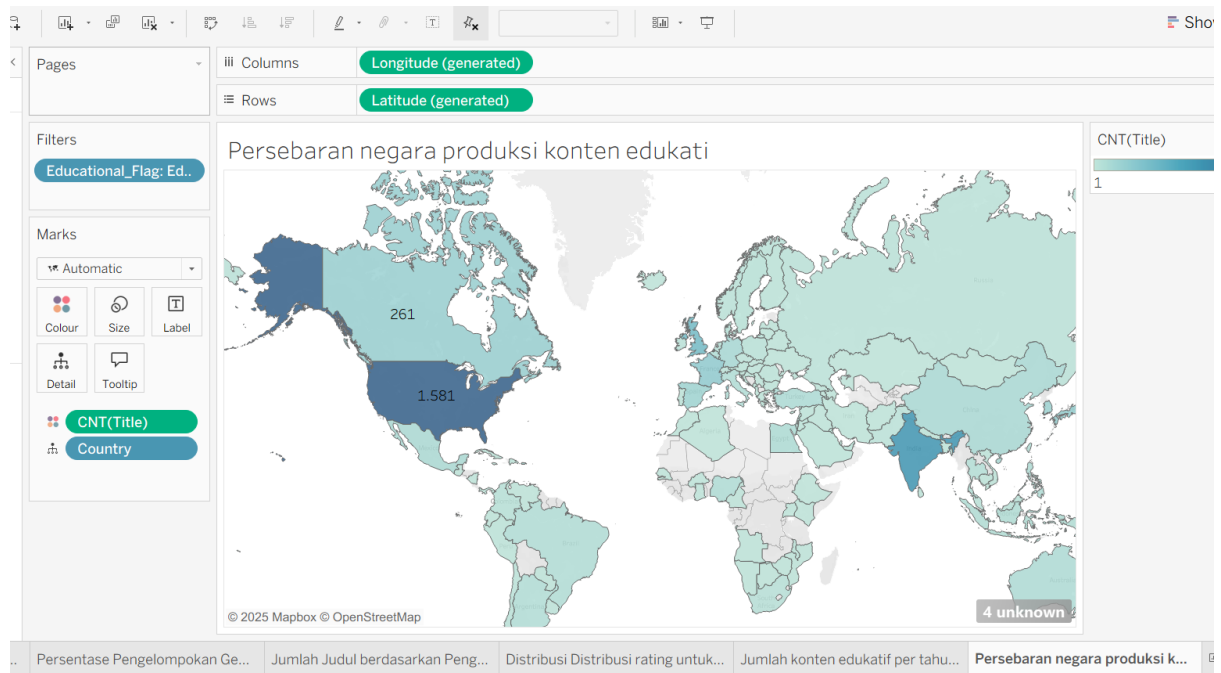 Show
Pages
Columns
Longitude (generated)
Rows
Latitude (generated)
Filters
Educational_Flag: Ed..
Persebaran negara produksi konten edukati
CNT(Title)
1
Marks
Automatic
Colour
Size
Label
Detail
Tooltip
CNT(Title)
Country
261
1.581
© 2025 Mapbox © OpenStreetMap
4 unknown
Persentase Pengelompokan Ge...
Jumlah Judul berdasarkan Peng...
Distribusi Distribusi rating untuk...
Jumlah konten edukatif per tahu...
Persebaran negara produksi k...